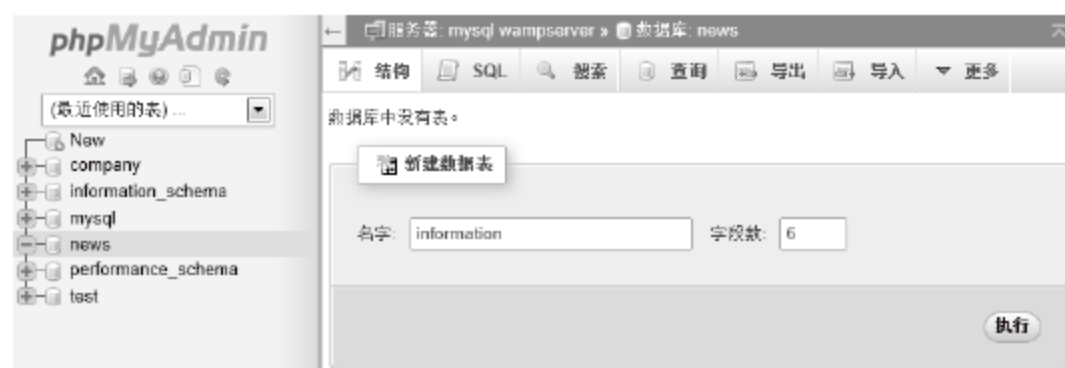 phpMyAdmin
(最近使用的表) ...
New
company
information_schema
mysql
news
performance_schema
test
服务器: mysql wampserver » 数据库: news
结构 SQL 搜索 查询 导出 导入 更多
数据库中没有表。
新建数据表
名字: information 字段数: 6
执行